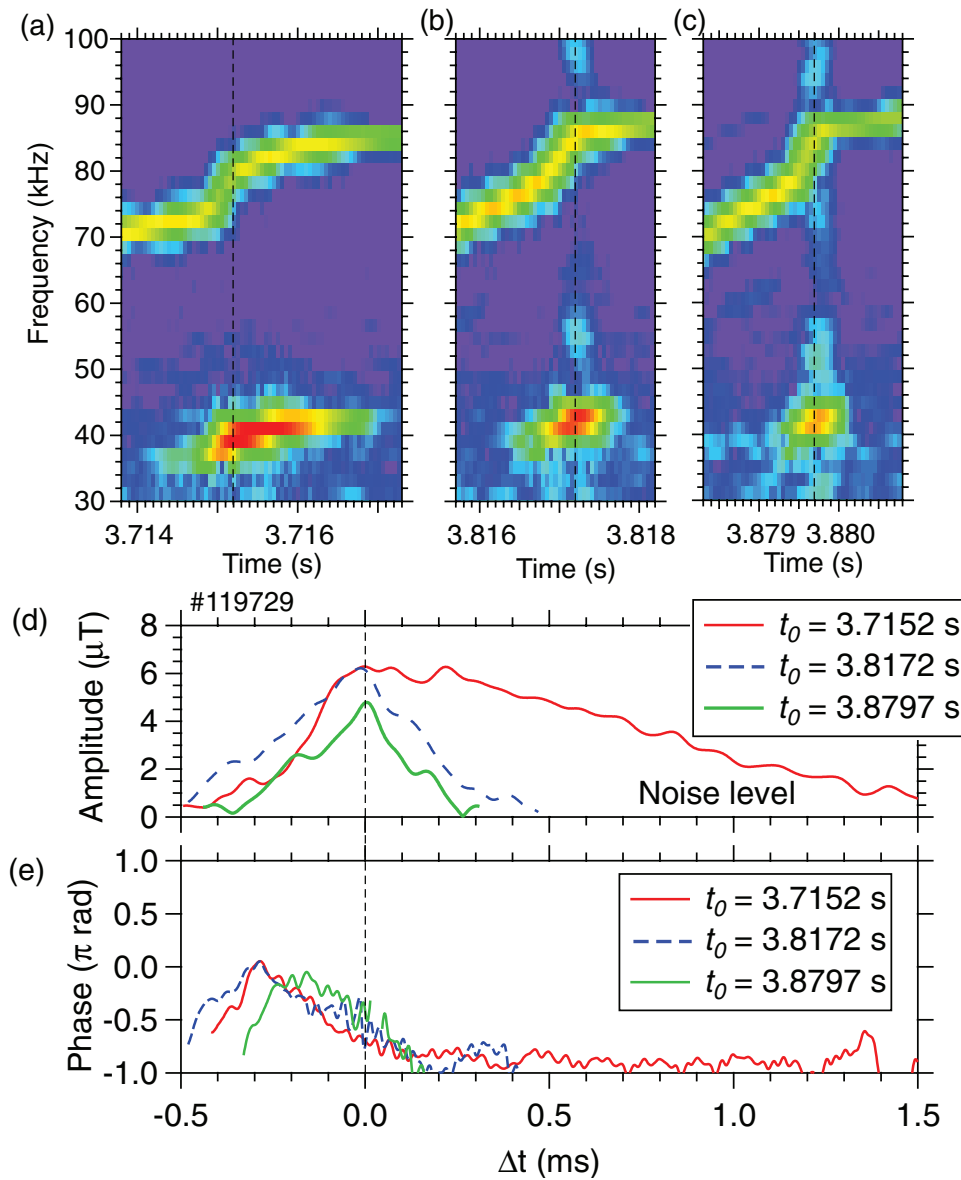 (a)
(b)
(c)
100
90
80
70
60
50
40
30
Frequency (kHz)
3.714
3.716
3.816
3.818
3.879
3.880
Time (s)
Time (s)
Time (s)
(d)
#119729
8
6
4
2
0
Amplitude (μT)
t0 = 3.7152 s
t0 = 3.8172 s
t0 = 3.8797 s
Noise level
(e)
1.0
0.5
0.0
-0.5
-1.0
Phase (π rad)
t0 = 3.7152 s
t0 = 3.8172 s
t0 = 3.8797 s
-0.5
0.0
0.5
1.0
1.5
Δt (ms)